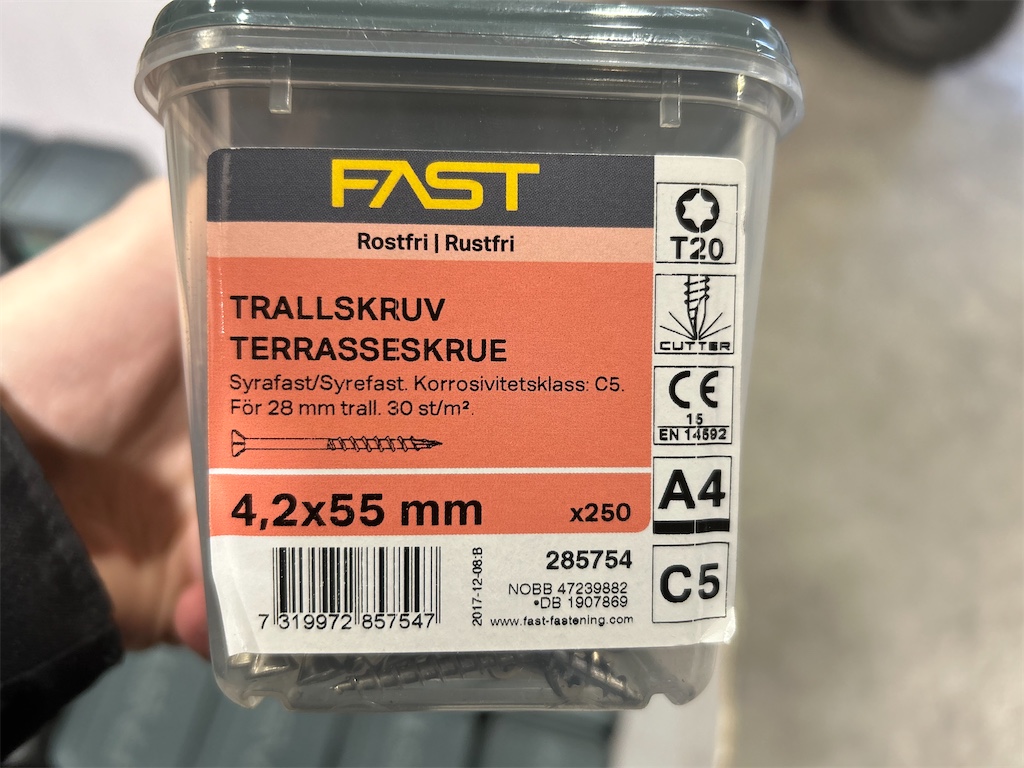 FAST
Rostfri | Rustfri
TRALLSKRUV
TERRASSESKRUE
Syrafast/Syrefast. Korrosivitetsklass: C5.
För 28 mm trall. 30 st/m².
4,2x55 mm
x250
7 319972 857547
2017-12-08:B
285754
NOBB 47239882
•DB 1907869
www.fast-fastening.com
T20
CUTTER
CE
15
EN 14592
A4
C5